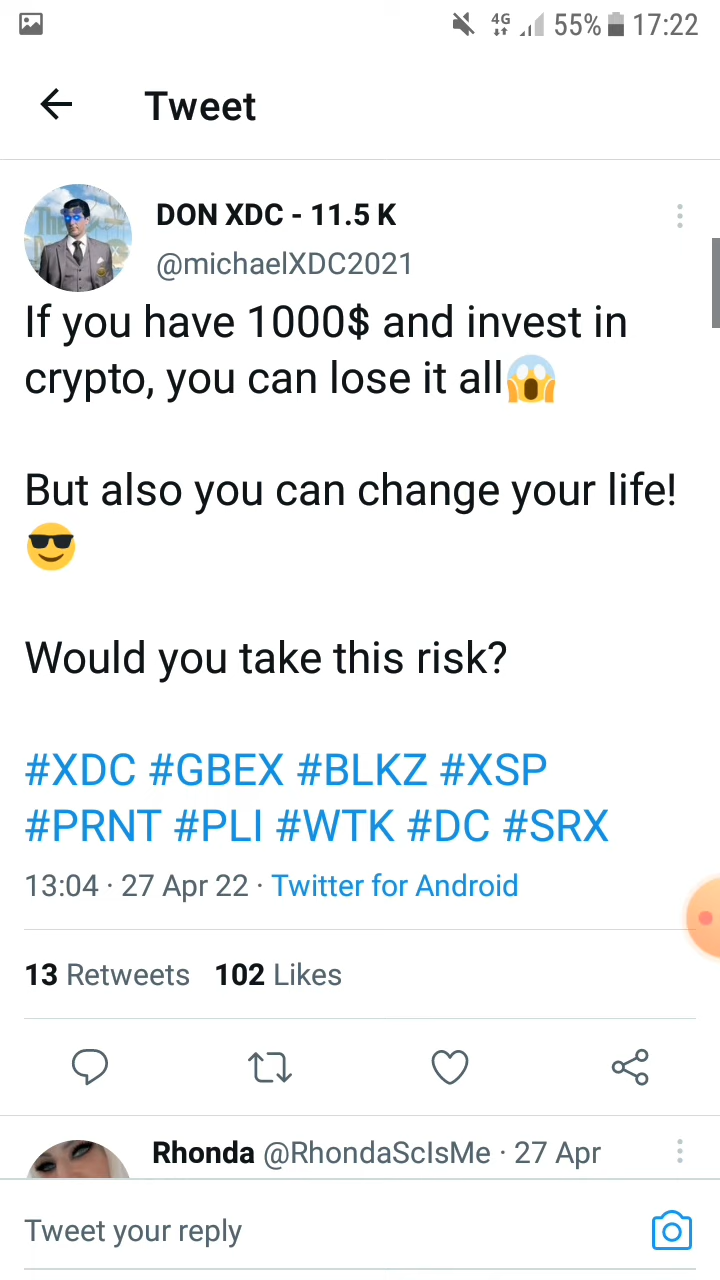 4G 55% 17:22
Tweet
DON XDC - 11.5 K
@michaelXDC2021
If you have 1000$ and invest in
crypto, you can lose it all😱
But also you can change your life!
😎
Would you take this risk?
#XDC #GBEX #BLKZ #XSP
#PRNT #PLI #WTK #DC #SRX
13:04 · 27 Apr 22 · Twitter for Android
13 Retweets 102 Likes
Rhonda @RhondaScIsMe · 27 Apr
Tweet your reply